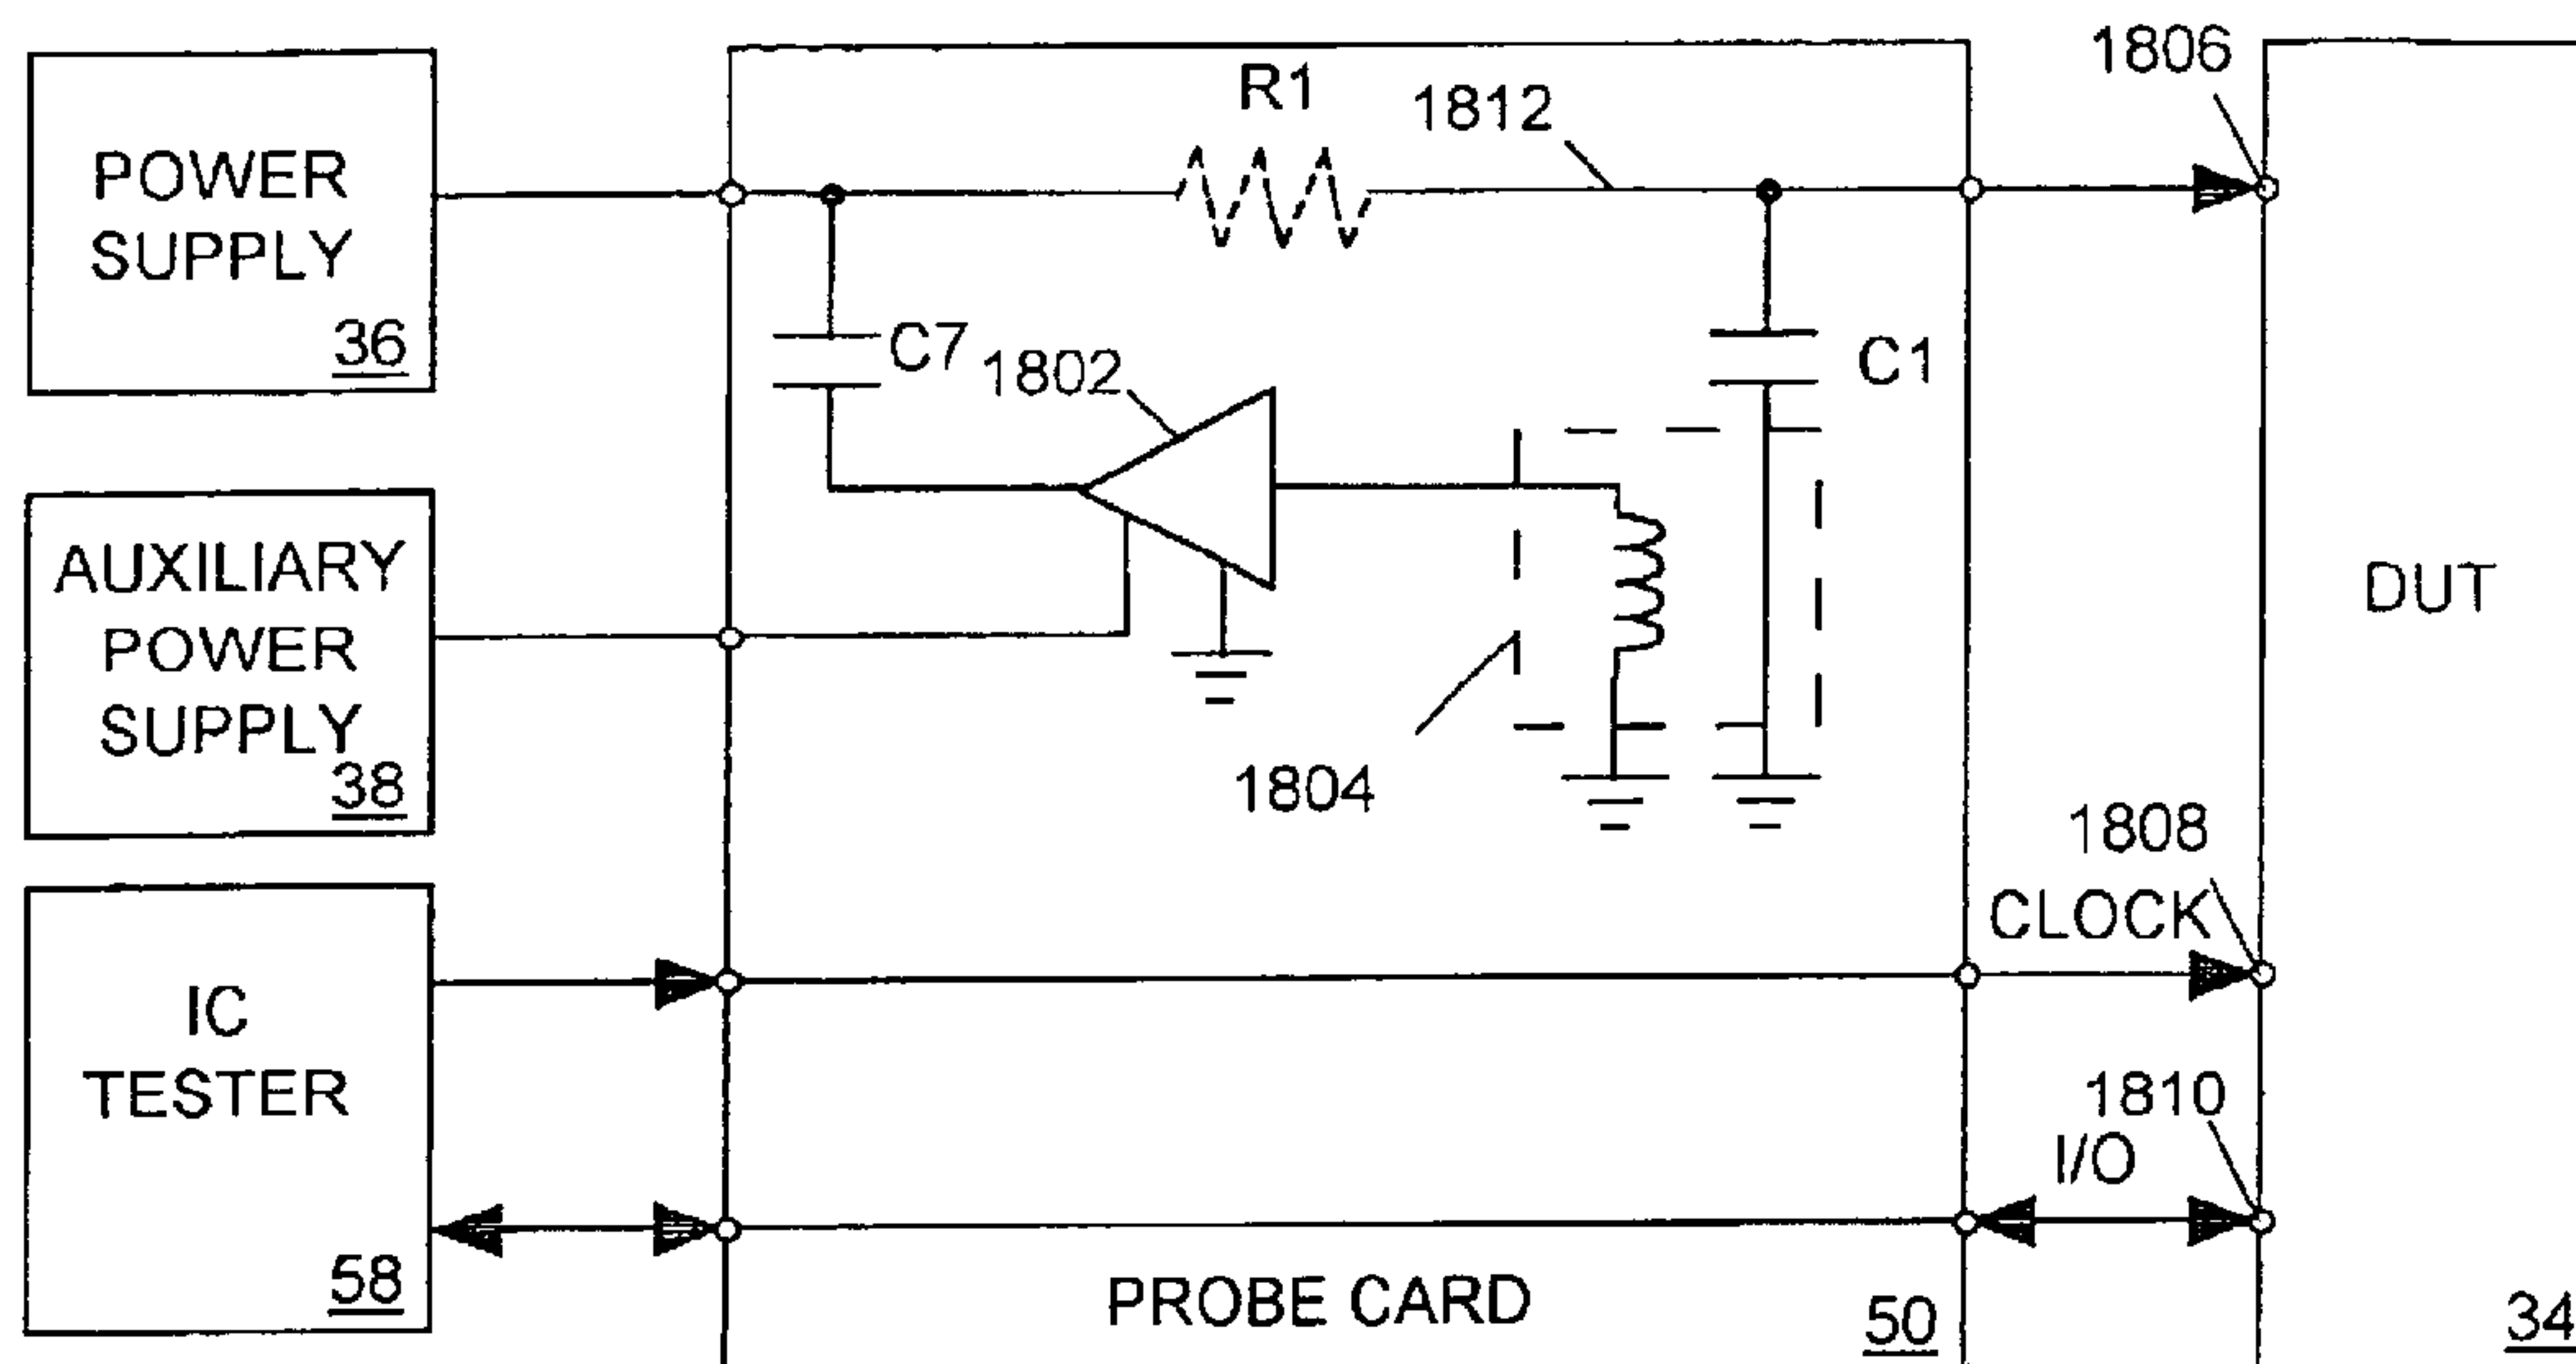 1806
R1
1812
POWER
SUPPLY
36
C7
1802
C1
AUXILIARY
POWER
SUPPLY
38
DUT
1804
1808
CLOCK
IC
TESTER
58
1810
I/O
PROBE CARD
50
34